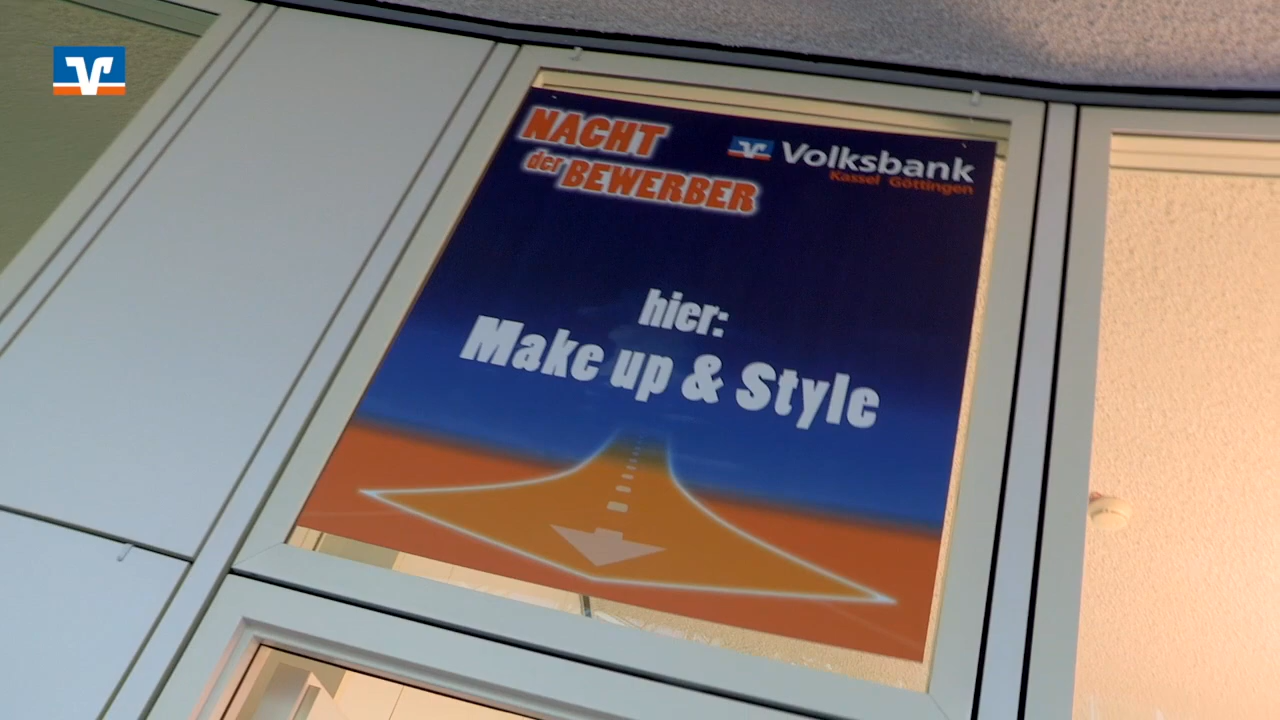 NACHT
der BEWERBER
Volksbank
Kassel Göttingen
hier:
Make up & Style